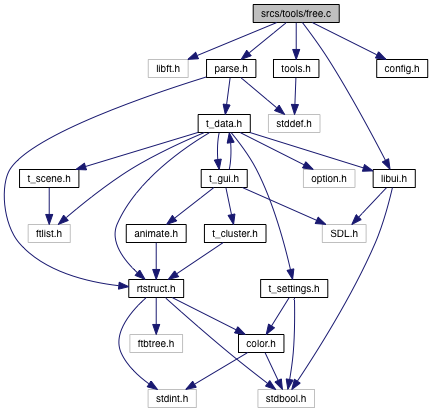 srcs/tools/free.c
libft.h
parse.h
tools.h
config.h
stddef.h
t_data.h
t_scene.h
t_gui.h
option.h
libui.h
ftlist.h
animate.h
t_cluster.h
SDL.h
rtstruct.h
t_settings.h
ftbtree.h
color.h
stdint.h
stdbool.h